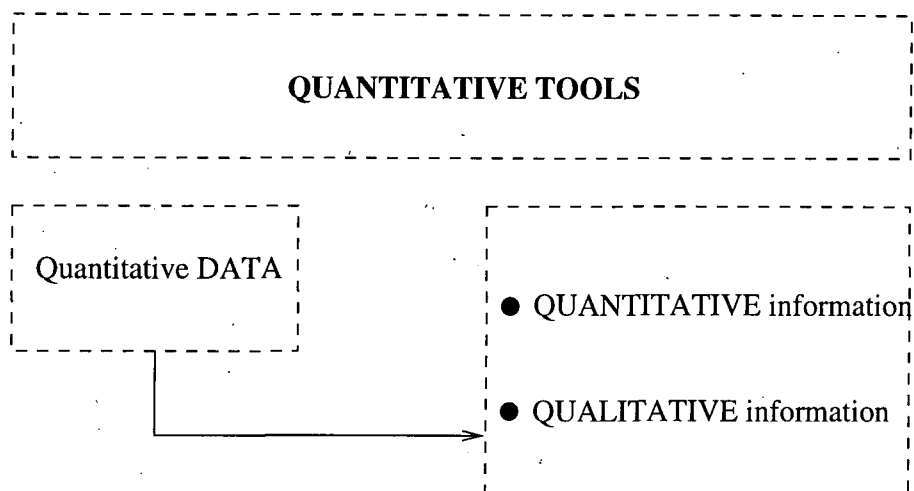 QUANTITATIVE TOOLS
Quantitative DATA
● QUANTITATIVE information
● QUALITATIVE information